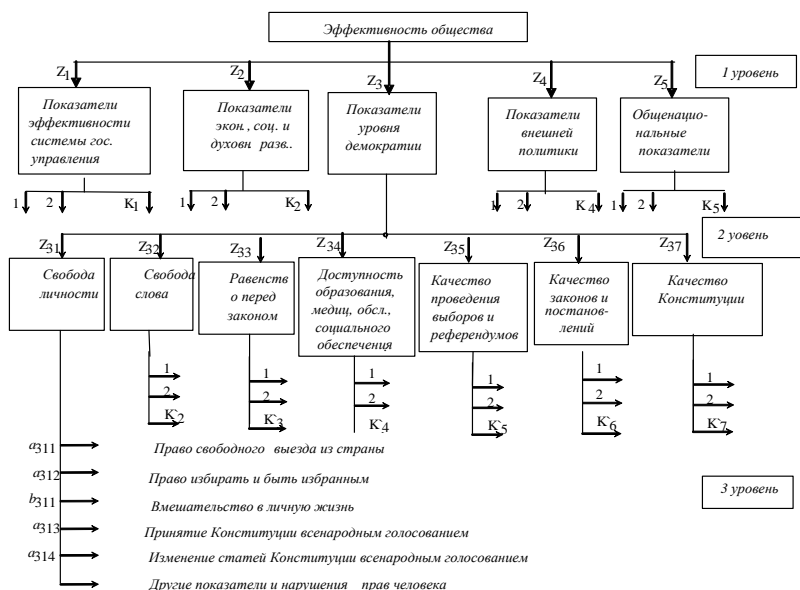 Эффективность общества
Z1 Z2 Z3 Z4 Z5
1 уровень
Показатели
эффективности
системы гос.
управления
Показатели
экон., соц. и
духовн. разв..
Показатели
уровня
демократии
Показатели
внешней
политики
Общенацио-
нальные
показатели
1 2 K1 1 2 K2 1 2 K4 1 2 K5
2 уовень
Z31 Z32 Z33 Z34 Z35 Z36 Z37
Свобода
личности
Свобода
слова
Равенств
о перед
законом
Доступность
образования,
медиц, обсл.,
социального
обеспечения
Качество
проведения
выборов и
референдумов
Качество
законов и
постанов-
лений
Качество
Конституции
1 2 K`2
1 2 K`3
1 2 K`4
1 2 K`5
1 2 K`6
1 2 K`7
a311 Право свободного выезда из страны
a312 Право избирать и быть избранным
b311 Вмешательство в личную жизнь
a313 Принятие Конституции всенародным голосованием
a314 Изменение статей Конституции всенародным голосованием
Другие показатели и нарушения прав человека
3 уровень